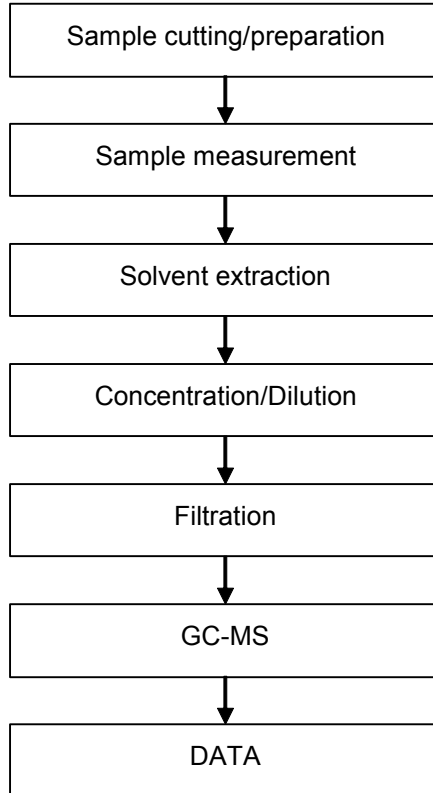 Sample cutting/preparation
Sample measurement
Solvent extraction
Concentration/Dilution
Filtration
GC-MS
DATA